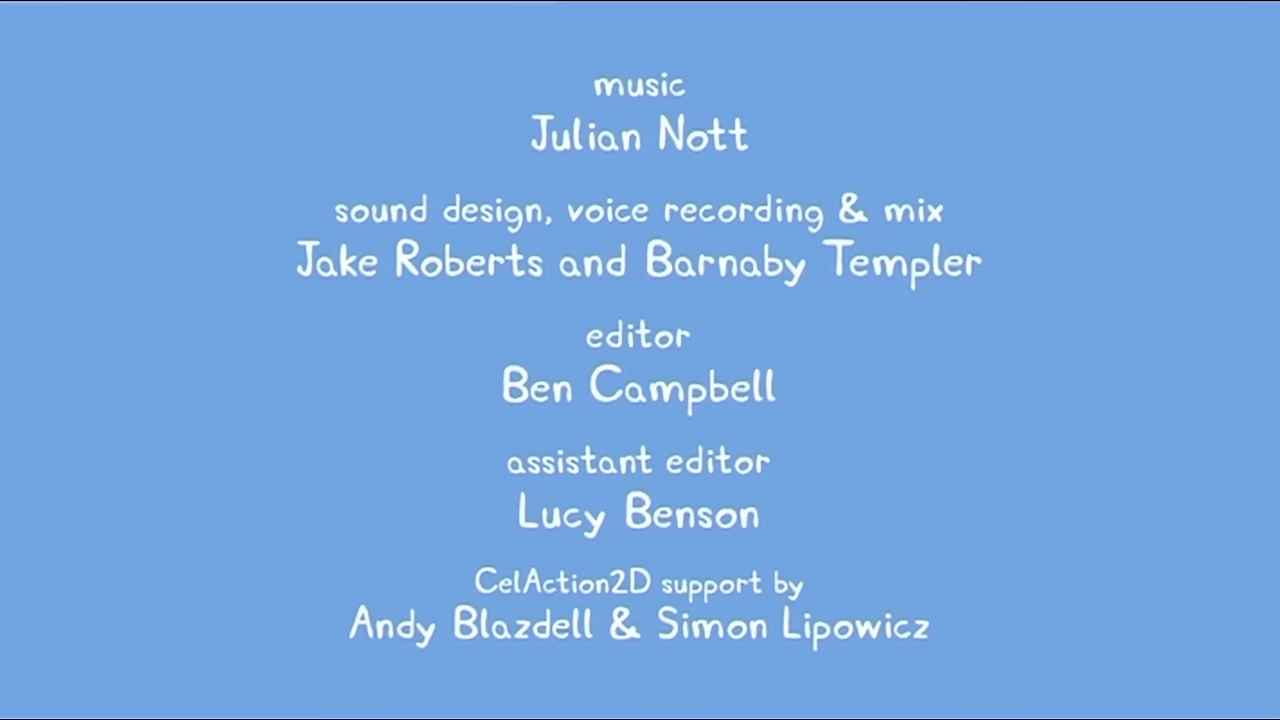 music
Julian Nott
sound design, voice recording & mix
Jake Roberts and Barnaby Templer
editor
Ben Campbell
assistant editor
Lucy Benson
CelAction2D support by
Andy Blazdell & Simon Lipowicz